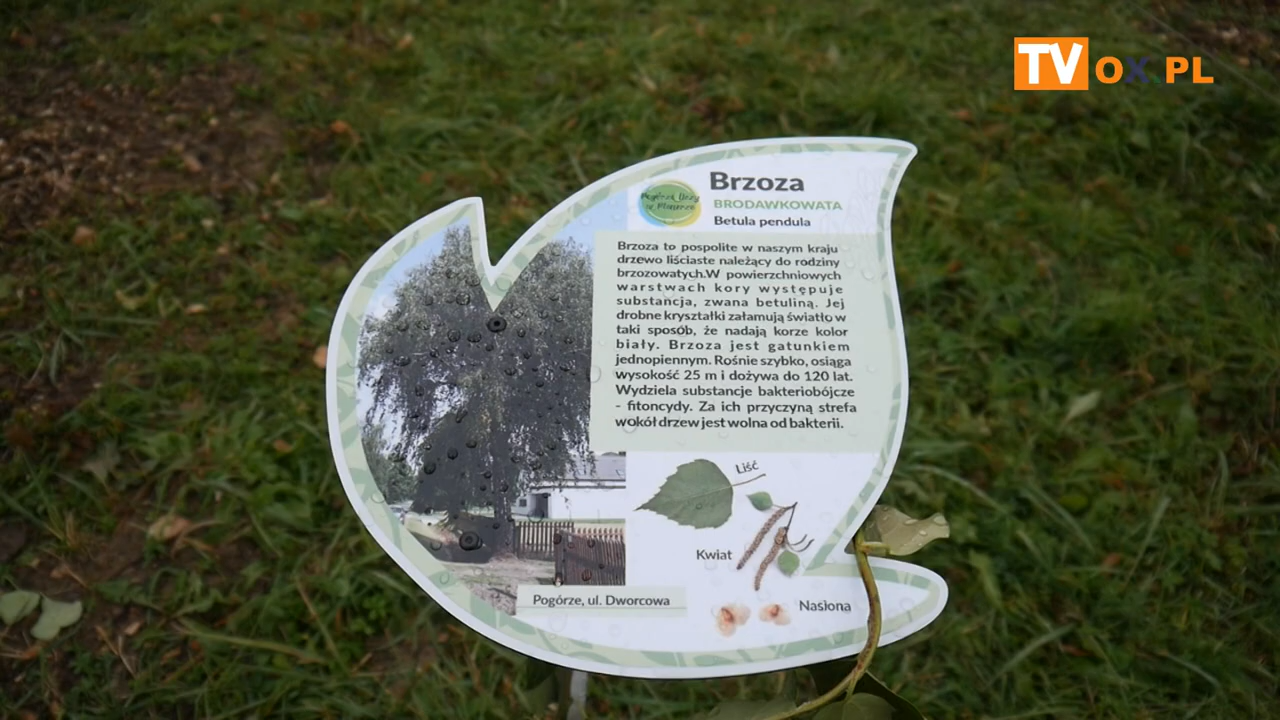 TVOX.PL
Brzoza
BRODAWKOWATA
Betula pendula
Brzoza to pospolite w naszym kraju
drzewo liściaste należący do rodziny
brzozowatych.W powierzchniowych
warstwach kory występuje
substancja, zwana betuliną. Jej
drobne kryształki załamują światło w
taki sposób, że nadają korze kolor
biały. Brzoza jest gatunkiem
jednopiennym. Rośnie szybko, osiąga
wysokość 25 m i dożywa do 120 lat.
Wydziela substancje bakteriobójcze
- fitoncydy. Za ich przyczyną strefa
wokół drzew jest wolna od bakterii.
Liść
Kwiat
Nasiona
Pogórze, ul. Dworcowa